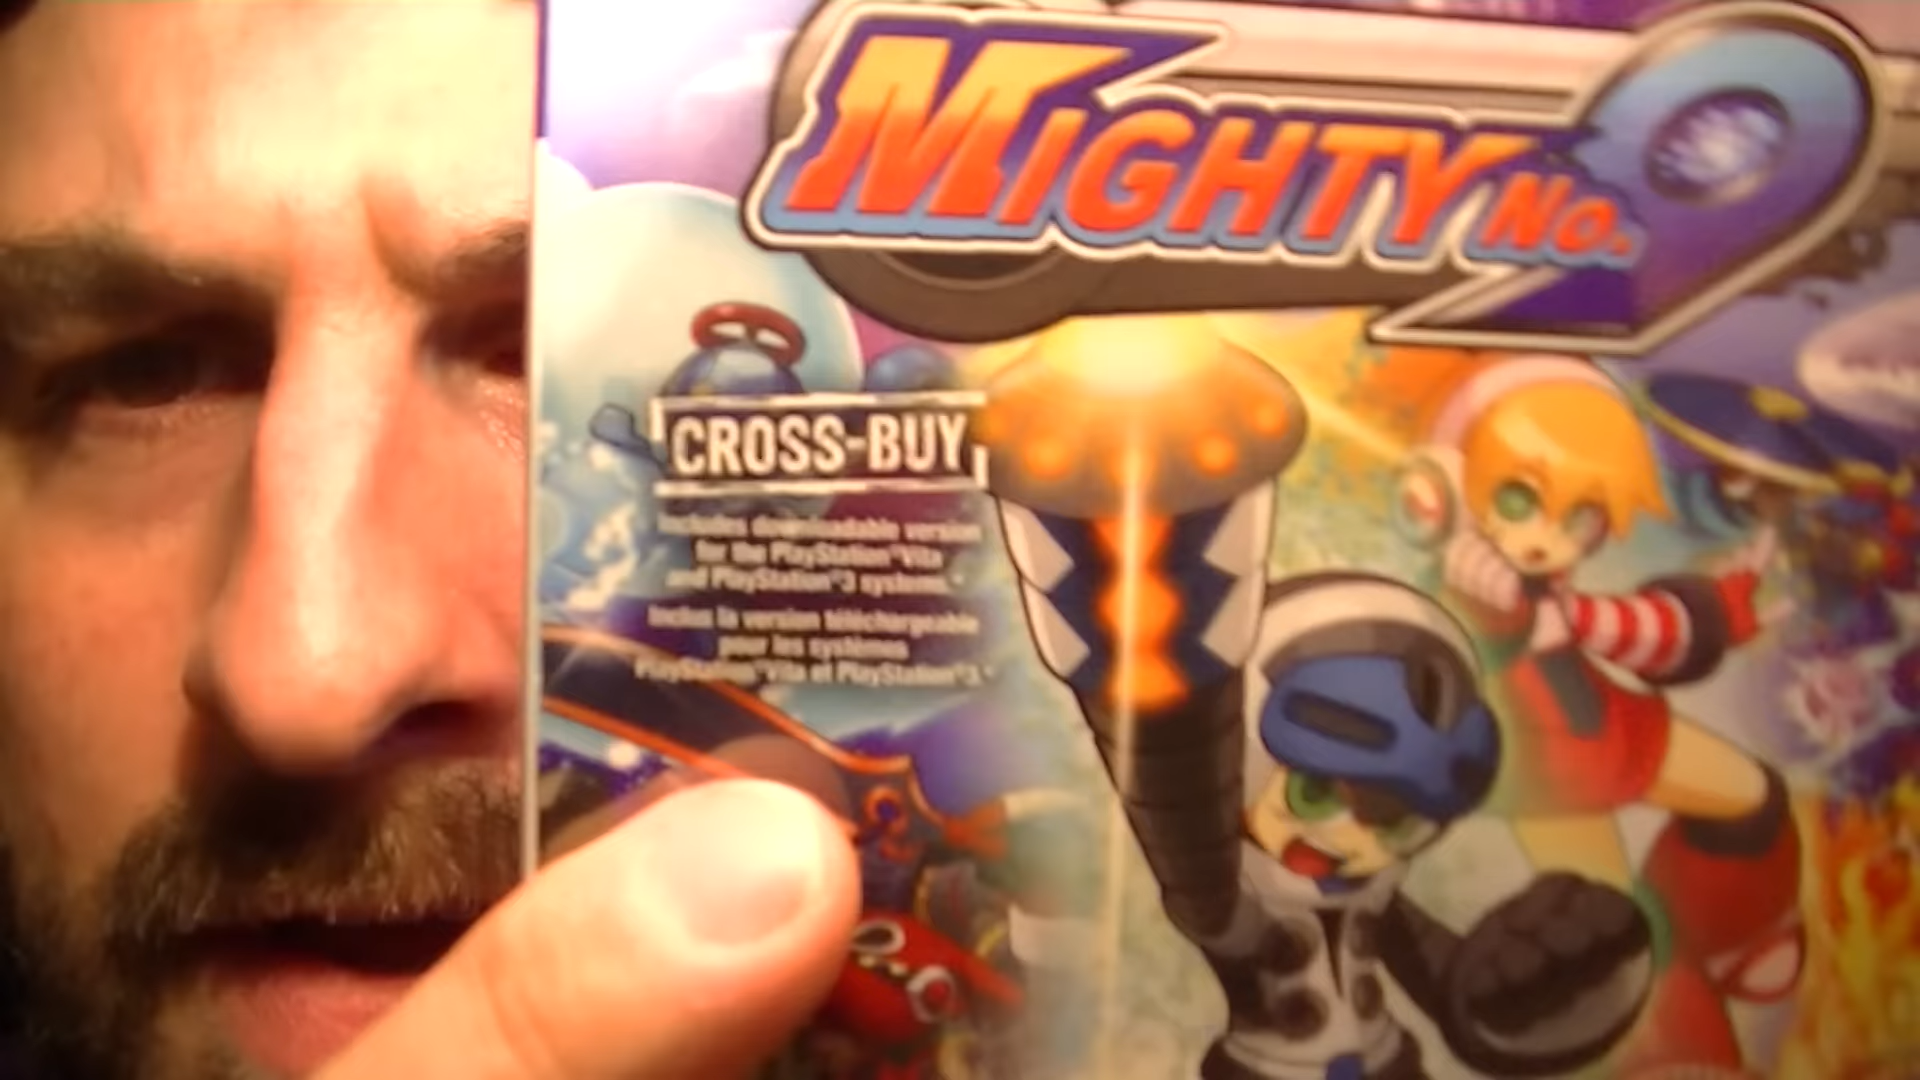 MIGHTY No. 9
CROSS-BUY
Includes downloadable version
for the PlayStation®Vita
and PlayStation®3 systems.*
Inclus la version téléchargeable
pour les systèmes
PlayStation®Vita et PlayStation®3.*